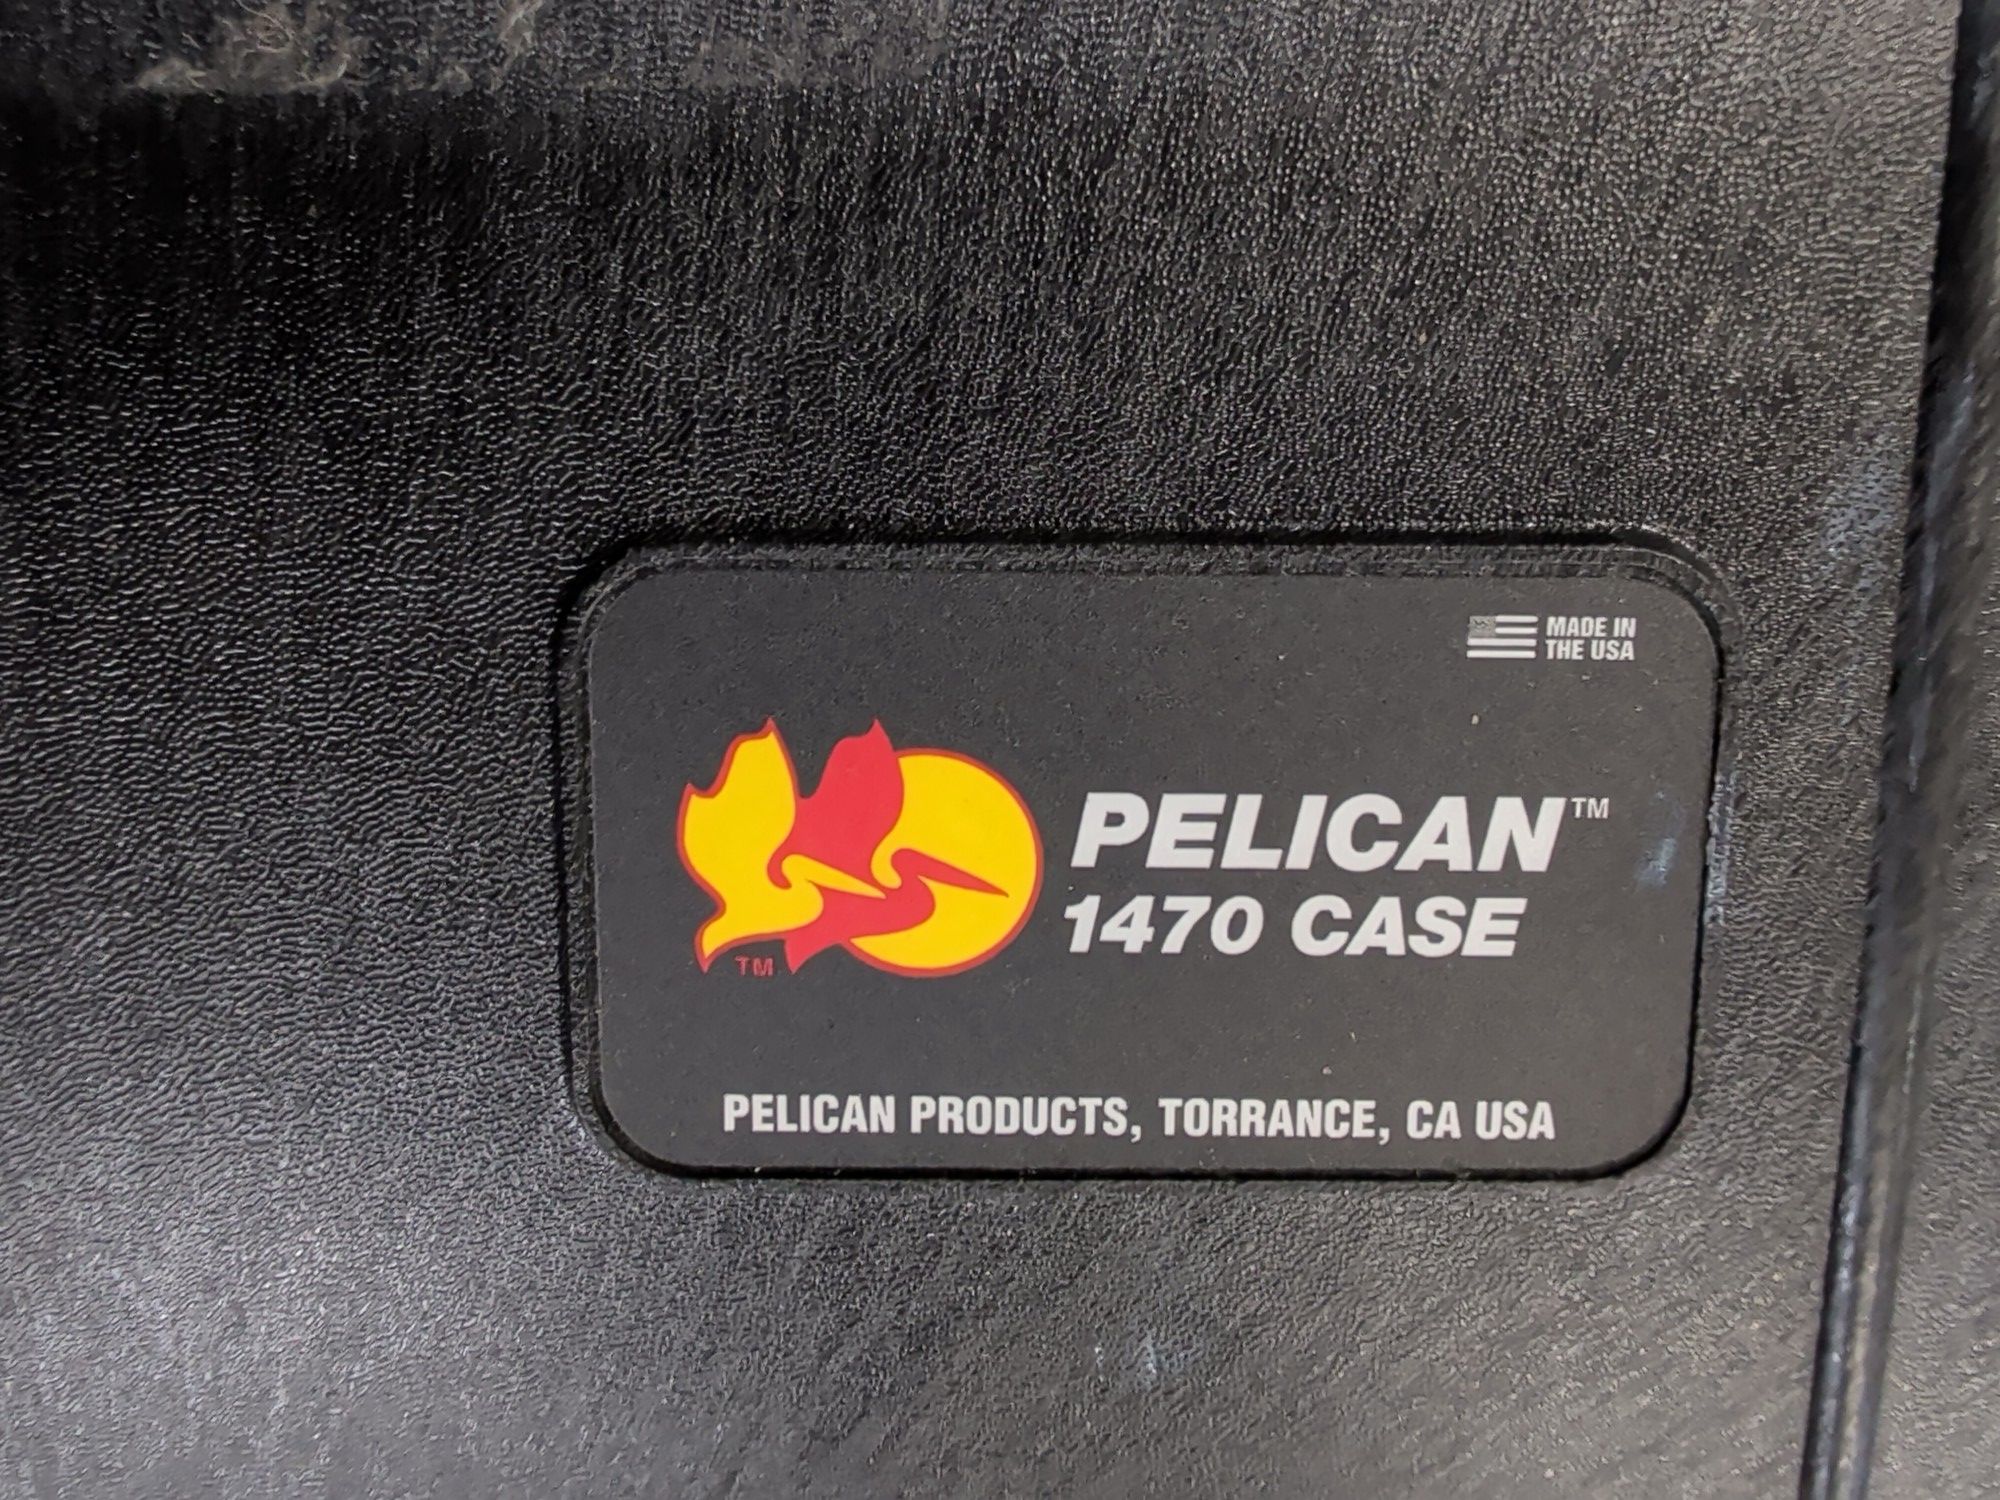 MADE IN
THE USA
PELICAN™
1470 CASE
TM
PELICAN PRODUCTS, TORRANCE, CA USA